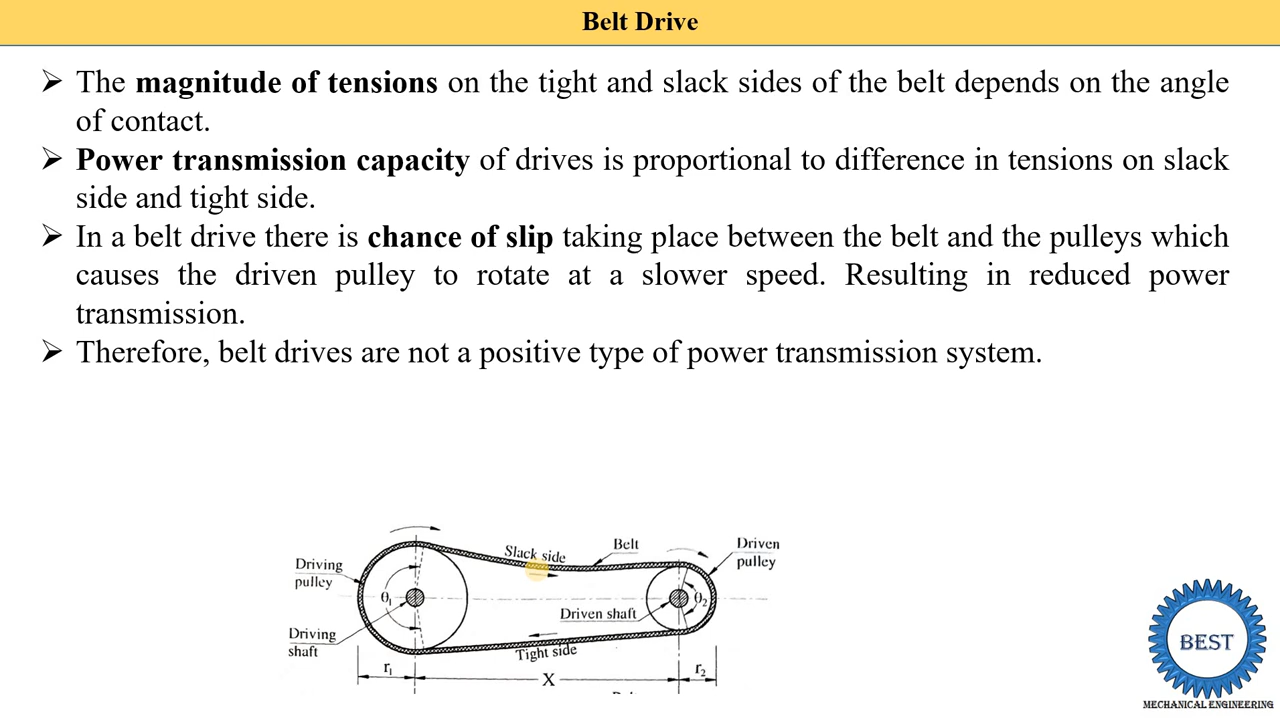 Belt Drive
➢ The magnitude of tensions on the tight and slack sides of the belt depends on the angle
of contact.
➢ Power transmission capacity of drives is proportional to difference in tensions on slack
side and tight side.
➢ In a belt drive there is chance of slip taking place between the belt and the pulleys which
causes the driven pulley to rotate at a slower speed. Resulting in reduced power
transmission.
➢ Therefore, belt drives are not a positive type of power transmission system.
Slack side
Belt
Driven
pulley
Driving
pulley
θ₁
θ₂
Driven shaft
Driving
shaft
Tight side
r₁
X
r₂
BEST
MECHANICAL ENGINEERING